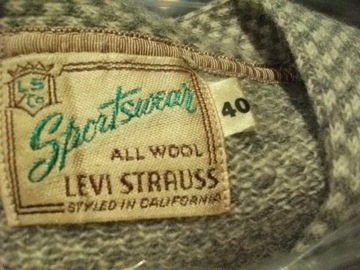 LS
Co
Sportswear
40
ALL WOOL
LEVI STRAUSS
STYLED IN CALIFORNIA